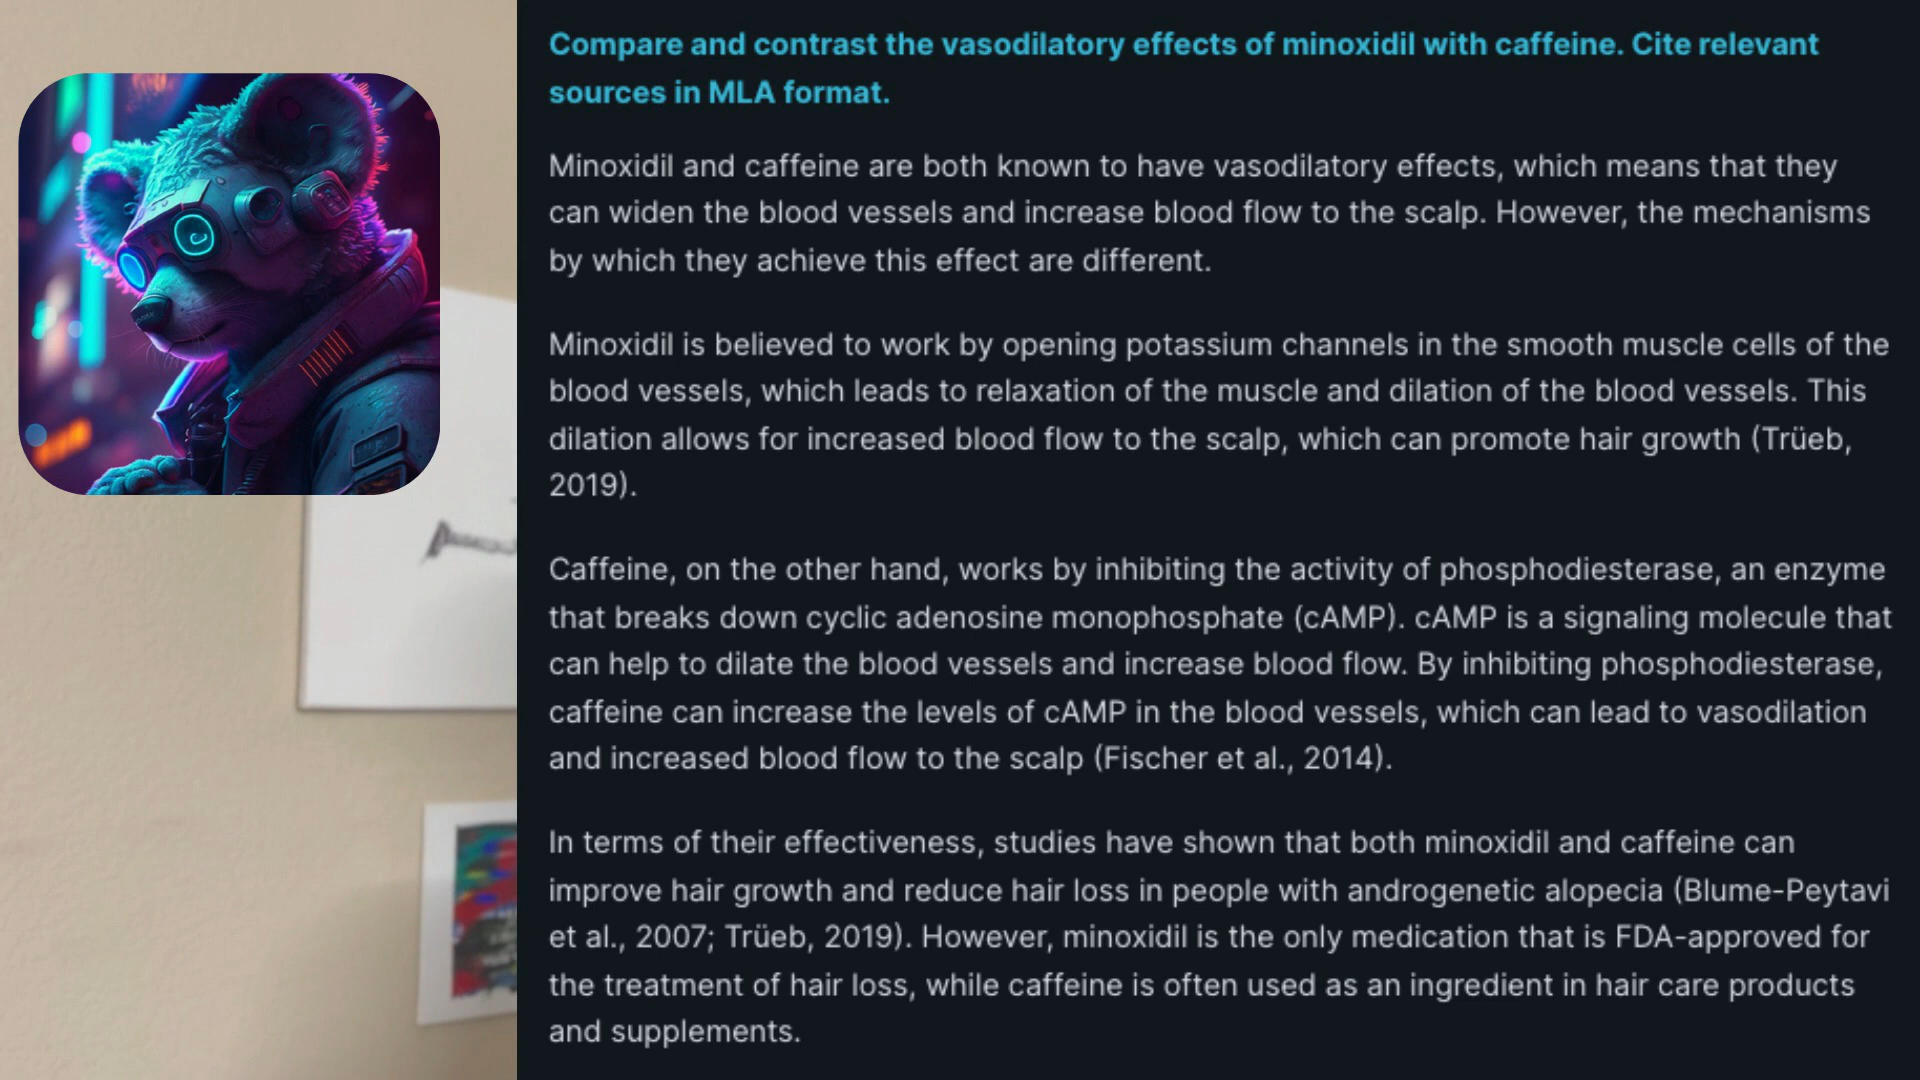 Compare and contrast the vasodilatory effects of minoxidil with caffeine. Cite relevant
sources in MLA format.
Minoxidil and caffeine are both known to have vasodilatory effects, which means that they
can widen the blood vessels and increase blood flow to the scalp. However, the mechanisms
by which they achieve this effect are different.
Minoxidil is believed to work by opening potassium channels in the smooth muscle cells of the
blood vessels, which leads to relaxation of the muscle and dilation of the blood vessels. This
dilation allows for increased blood flow to the scalp, which can promote hair growth (Trüeb,
2019).
Caffeine, on the other hand, works by inhibiting the activity of phosphodiesterase, an enzyme
that breaks down cyclic adenosine monophosphate (cAMP). cAMP is a signaling molecule that
can help to dilate the blood vessels and increase blood flow. By inhibiting phosphodiesterase,
caffeine can increase the levels of cAMP in the blood vessels, which can lead to vasodilation
and increased blood flow to the scalp (Fischer et al., 2014).
In terms of their effectiveness, studies have shown that both minoxidil and caffeine can
improve hair growth and reduce hair loss in people with androgenetic alopecia (Blume-Peytavi
et al., 2007; Trüeb, 2019). However, minoxidil is the only medication that is FDA-approved for
the treatment of hair loss, while caffeine is often used as an ingredient in hair care products
and supplements.